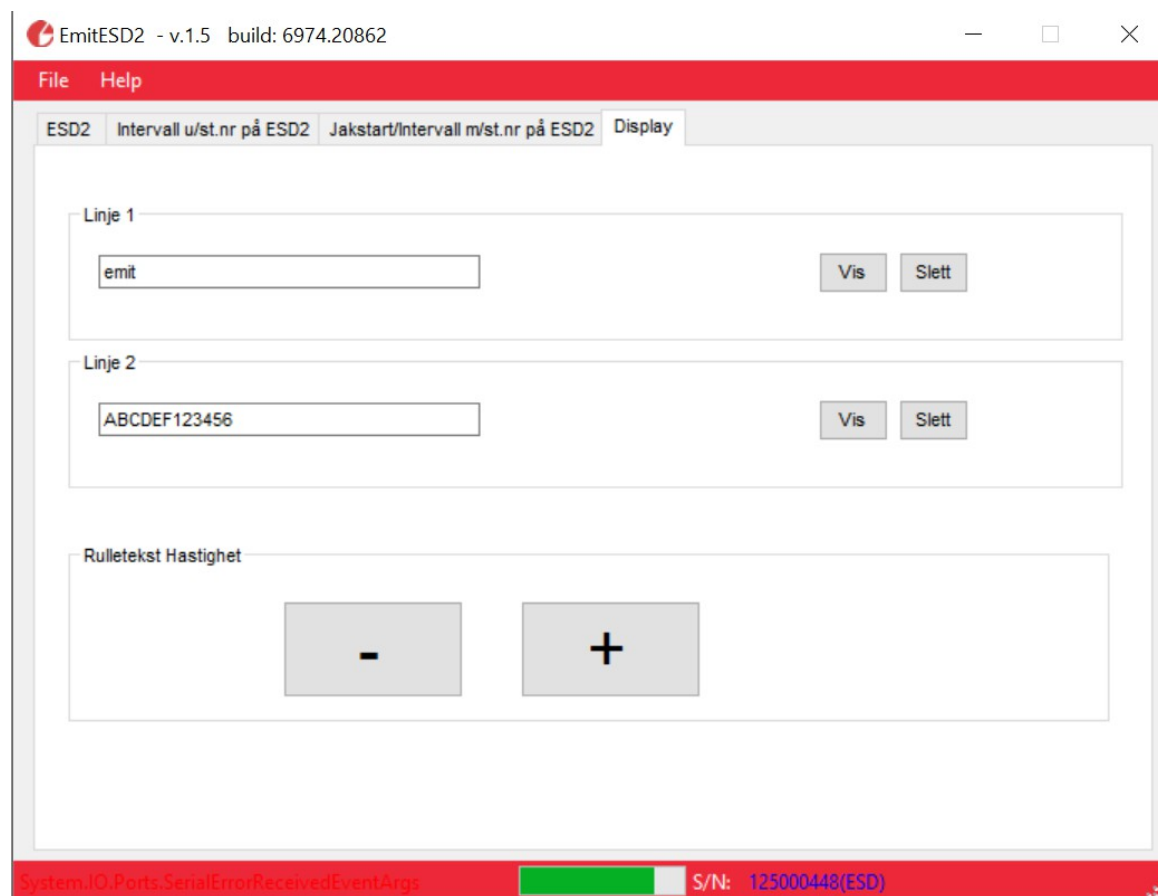 EmitESD2 - v.1.5 build: 6974.20862
File Help
ESD2 Intervall u/st.nr på ESD2 Jakstart/Intervall m/st.nr på ESD2 Display
Linje 1
emit Vis Slett
Linje 2
ABCDEF123456 Vis Slett
Rulletekst Hastighet
- +
System.IO.Ports.SerialErrorReceivedEventArgs S/N: 125000448(ESD)